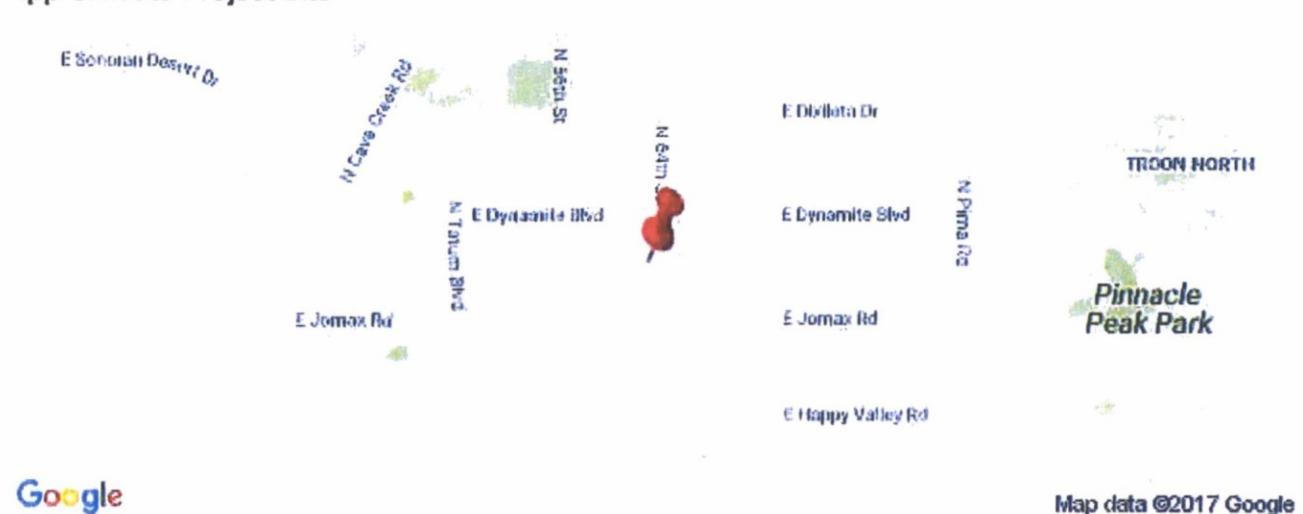 E Sonoran Desert Dr
N Cave Creek Rd
N 56th St
E Dixileta Dr
N 64th
TROON NORTH
N Tatum Blvd
E Dynamite Blvd
E Dynamite Blvd
N Pima Rd
E Jomax Rd
E Jomax Rd
Pinnacle
Peak Park
E Happy Valley Rd
Google
Map data ©2017 Google